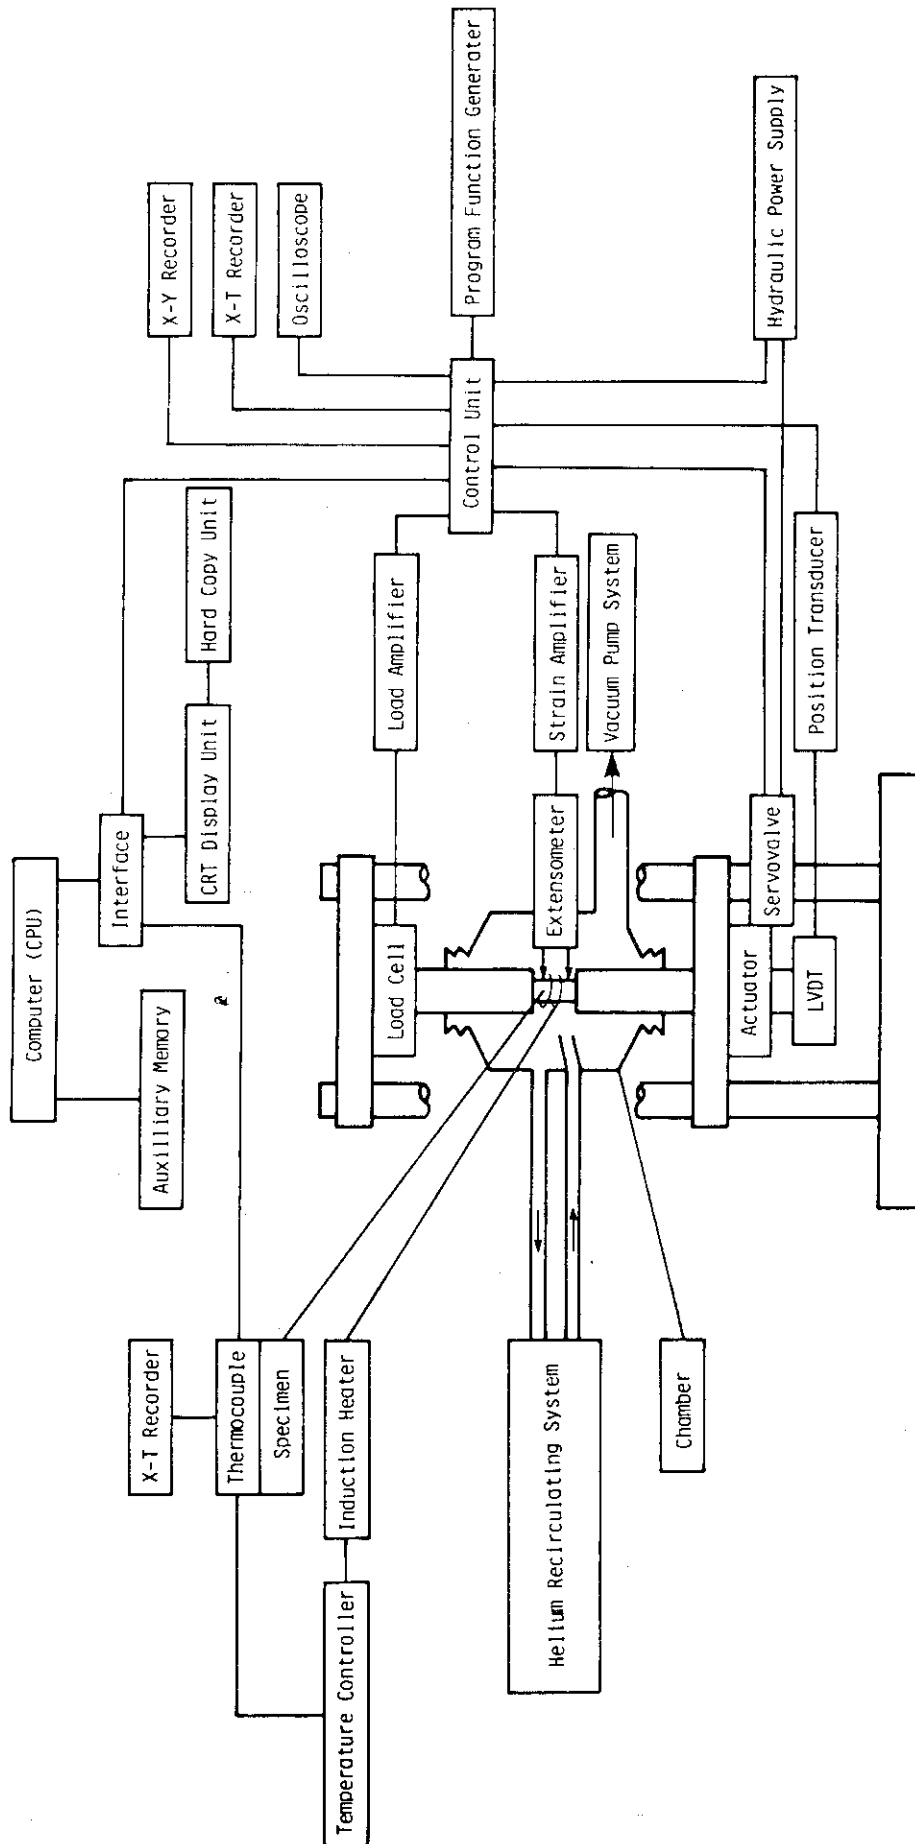 Computer (CPU)
Auxilliary Memory
Interface
CRT Display Unit
Hard Copy Unit
X-Y Recorder
X-T Recorder
Oscilloscope
Program Function Generater
Control Unit
X-T Recorder
Thermocouple
Specimen
Induction Heater
Temperature Controller
Load Cell
Load Amplifier
Extensometer
Strain Amplifier
Vacuum Pump System
Helium Recirculating System
Chamber
Actuator
Servovalve
LVDT
Position Transducer
Hydraulic Power Supply